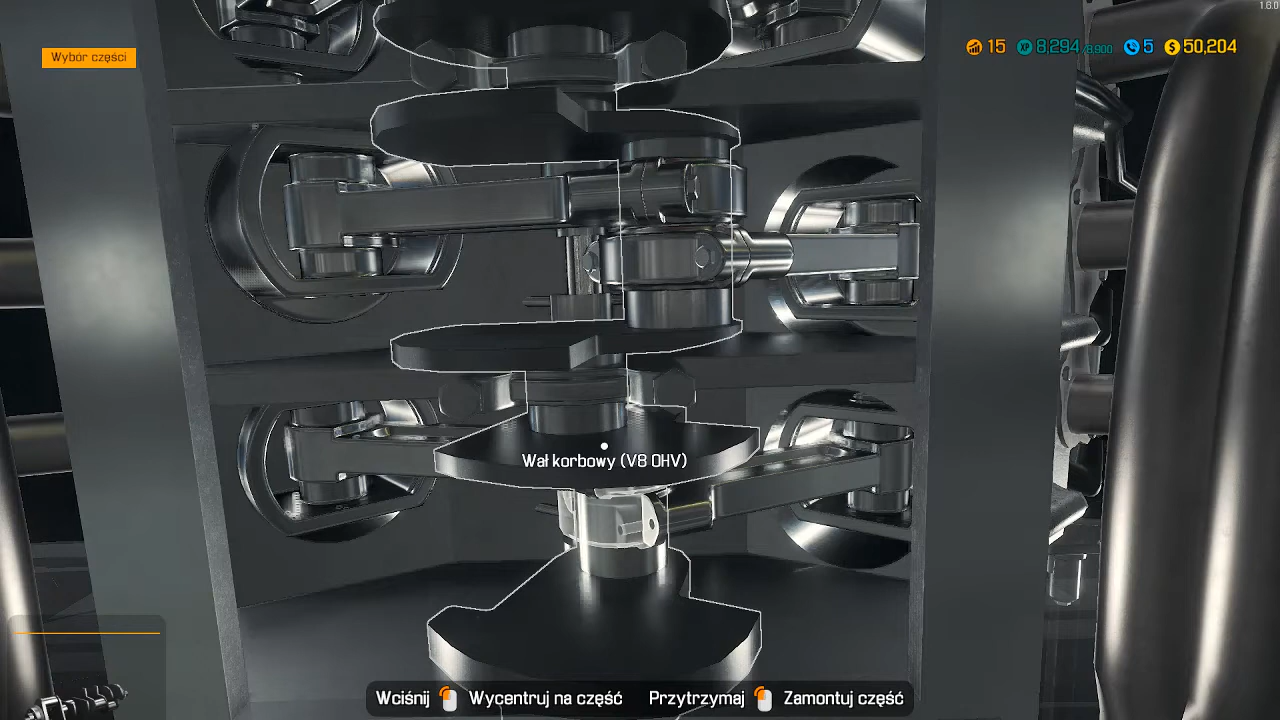 1.6.0
Wybór części
15 XP 8,294/8,900 5 $ 50,204
Wał korbowy (V8 OHV)
Wciśnij Wycentruj na część Przytrzymaj Zamontuj część